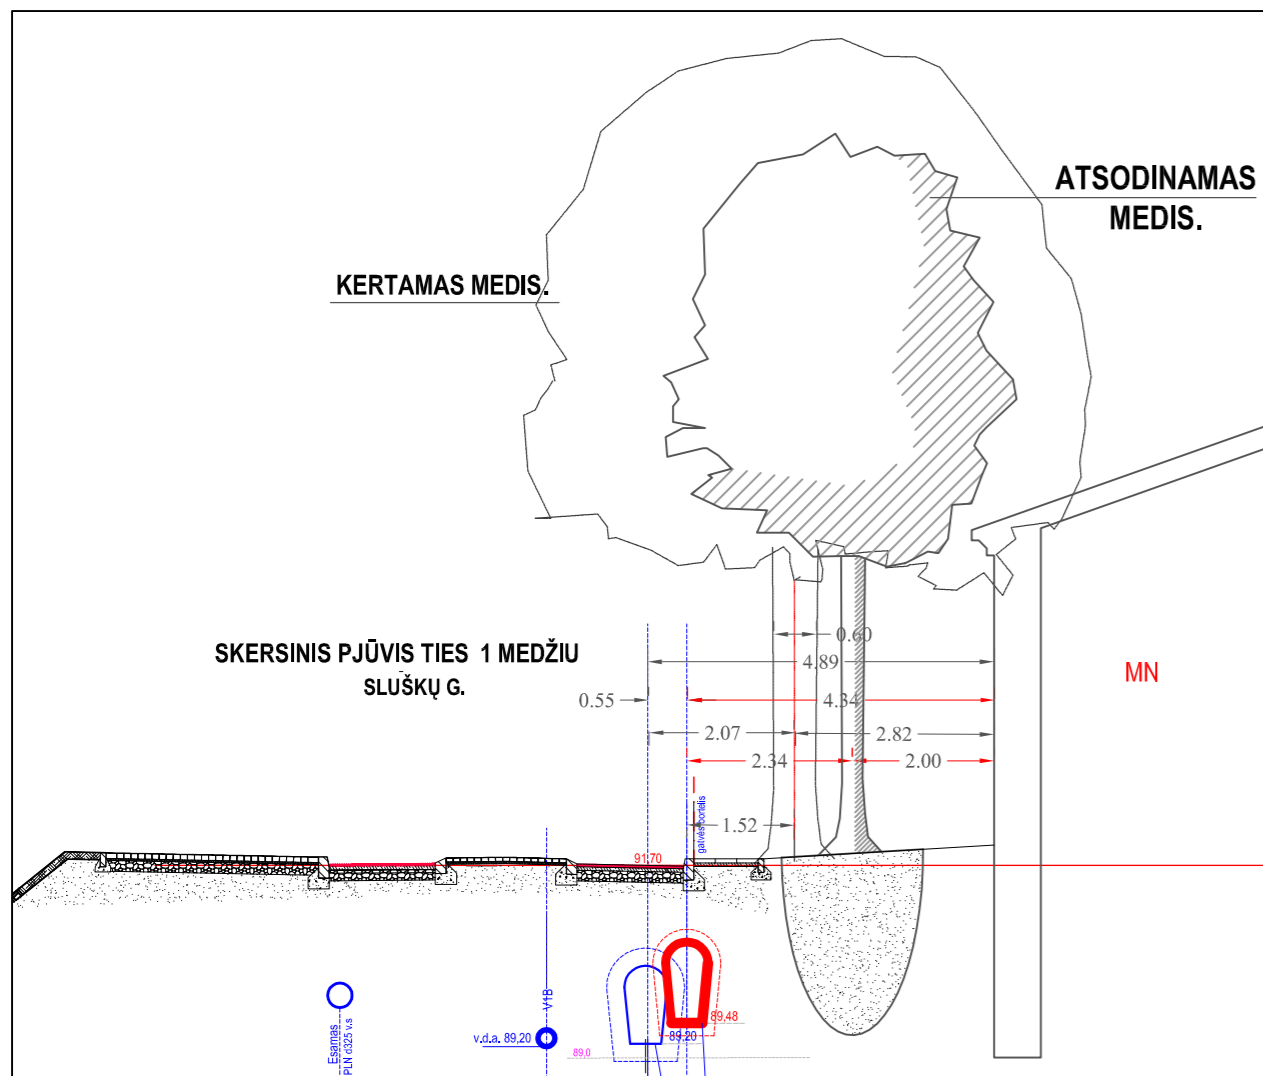 ATSODINAMAS
MEDIS.
KERTAMAS MEDIS.
SKERSINIS PJŪVIS TIES 1 MEDŽIU
SLUŠKŲ G.
0.60
4.89
MN
0.55
4.34
2.07
2.82
2.34
2.00
gatvės bortelis
1.52
91,70
V1B
Esamas
PLN d325 v.s
v.d.a. 89,20
89,48
89,20
89,0